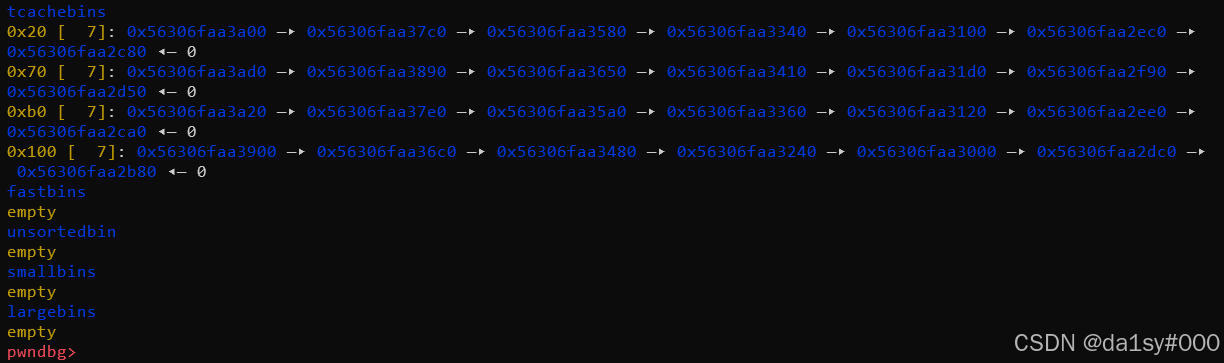 tcachebins
0x20 [  7]: 0x56306faa3a00 —▸ 0x56306faa37c0 —▸ 0x56306faa3580 —▸ 0x56306faa3340 —▸ 0x56306faa3100 —▸ 0x56306faa2ec0 —▸
0x56306faa2c80 ◂— 0
0x70 [  7]: 0x56306faa3ad0 —▸ 0x56306faa3890 —▸ 0x56306faa3650 —▸ 0x56306faa3410 —▸ 0x56306faa31d0 —▸ 0x56306faa2f90 —▸
0x56306faa2d50 ◂— 0
0xb0 [  7]: 0x56306faa3a20 —▸ 0x56306faa37e0 —▸ 0x56306faa35a0 —▸ 0x56306faa3360 —▸ 0x56306faa3120 —▸ 0x56306faa2ee0 —▸
0x56306faa2ca0 ◂— 0
0x100 [  7]: 0x56306faa3900 —▸ 0x56306faa36c0 —▸ 0x56306faa3480 —▸ 0x56306faa3240 —▸ 0x56306faa3000 —▸ 0x56306faa2dc0 —▸
0x56306faa2b80 ◂— 0
fastbins
empty
unsortedbin
empty
smallbins
empty
largebins
empty
pwndbg>
CSDN @da1sy#000